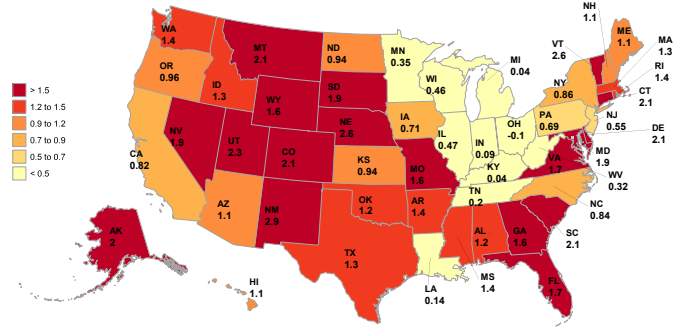 NH
1.1
WA
1.4
MT
2.1
ND
0.94
MN
0.35
VT
2.6
ME
1.1
MA
1.3
MI
0.04
RI
1.4
OR
0.96
ID
1.3
WI
0.46
NY
0.86
CT
2.1
> 1.5
1.2 to 1.5
0.9 to 1.2
0.7 to 0.9
0.5 to 0.7
< 0.5
WY
1.6
SD
1.9
IA
0.71
PA
0.69
NJ
0.55
NV
1.9
UT
2.3
CO
2.1
NE
2.6
IL
0.47
IN
0.09
OH
-0.1
DE
2.1
CA
0.82
KS
0.94
MO
1.6
KY
0.04
VA
1.7
MD
1.9
WV
0.32
AZ
1.1
NM
2.9
OK
1.2
AR
1.4
TN
0.2
NC
0.84
AK
2
TX
1.3
AL
1.2
GA
1.6
SC
2.1
HI
1.1
LA
0.14
MS
1.4
FL
1.7